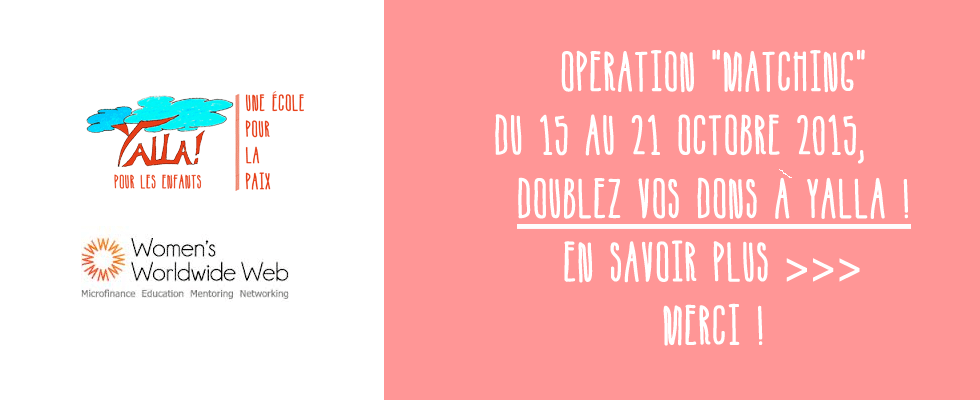 YALLA!
POUR LES ENFANTS
UNE ÉCOLE
POUR
LA
PAIX
Women's
Worldwide Web
Microfinance Education Mentoring Networking
OPERATION "MATCHING"
DU 15 AU 21 OCTOBRE 2015,
DOUBLEZ VOS DONS À YALLA !
EN SAVOIR PLUS >>>
MERCI !